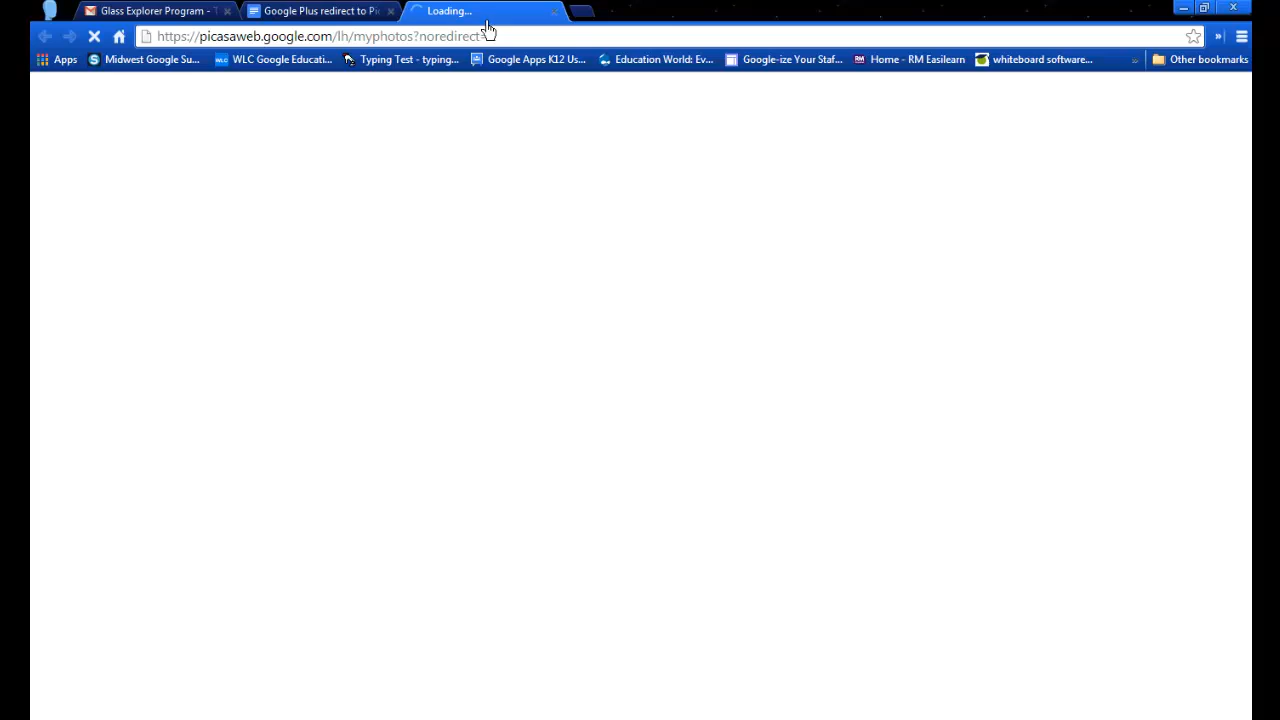 Glass Explorer Program - T
Google Plus redirect to Pic
Loading...
https://picasaweb.google.com/lh/myphotos?noredirect=
Apps
Midwest Google Su...
WLC Google Educati...
Typing Test - typing...
Google Apps K12 Us...
Education World: Ev...
Google-ize Your Staf...
RM Home - RM Easilearn
whiteboard software...
»
Other bookmarks